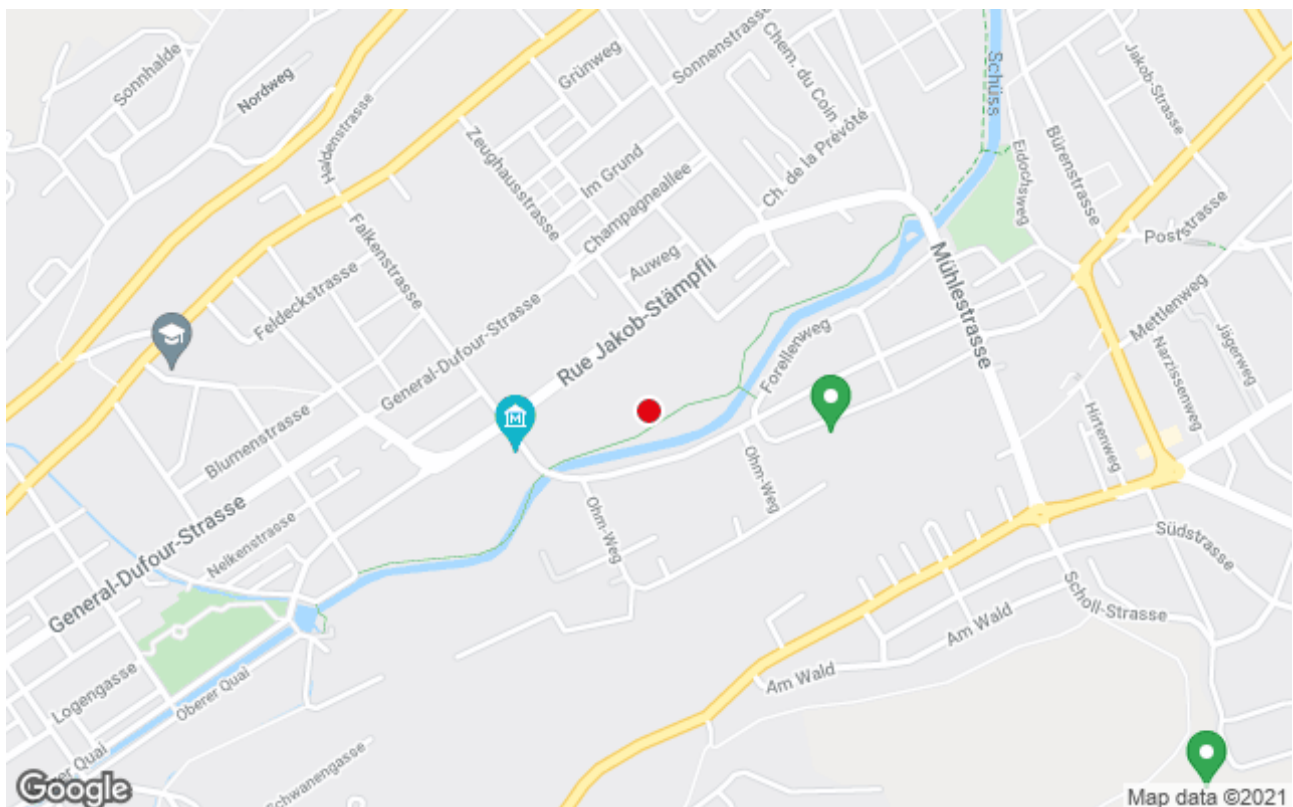 Sonnhalde
Nordweg
Haldenstrasse
Grünweg
Sonnenstrasse
Chem. du Coin
Schüss
Jakob-Strasse
Zeughausstrasse
Im Grund
Champagneallee
Ch. de la Prévôté
Eidochsweg
Bürenstrasse
Poststrasse
Falkenstrasse
Feldeckstrasse
Auweg
Rue Jakob-Stämpfli
Mühlestrasse
Mettlenweg
Jägerweg
Narzissenweg
General-Dufour-Strasse
Forellenweg
Hirtenweg
Blumenstrasse
M
Ohm-Weg
Ohm-Weg
General-Dufour-Strasse
Nelkenstrasse
Südstrasse
Scholl-Strasse
Am Wald
Am Wald
Logengasse
Oberer Quai
erer Quai
Schwanengasse
Google
Map data ©2021